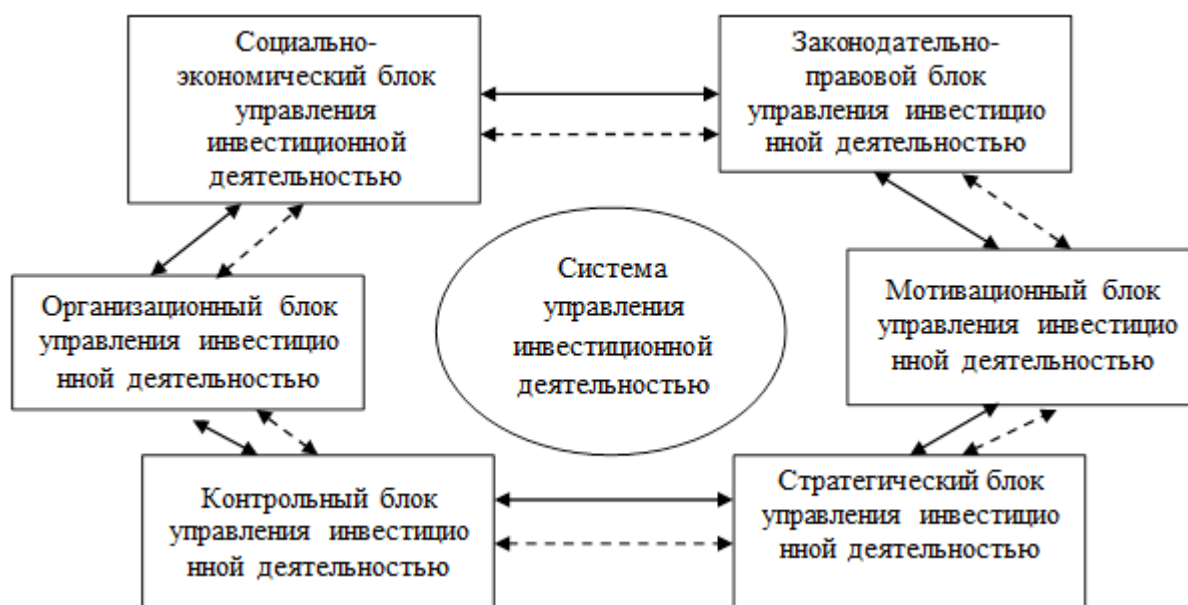 Социально-
экономический блок
управления
инвестиционной
деятельностью
Законодательно-
правовой блок
управления инвестицио
нной деятельностью
Организационный блок
управления инвестицио
нной деятельностью
Система
управления
инвестиционной
деятельностью
Мотивационный блок
управления инвестицио
нной деятельностью
Контрольный блок
управления инвестицио
нной деятельностью
Стратегический блок
управления инвестицио
нной деятельностью